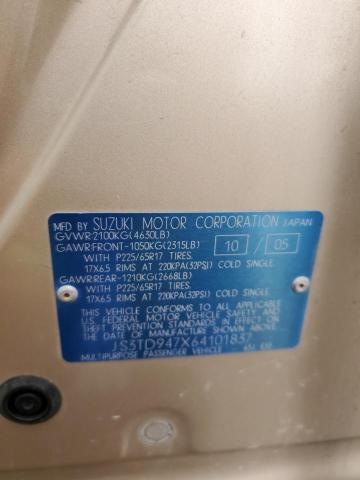 MFD BY SUZUKI MOTOR CORPORATION JAPAN
GVWR:2100KG(4630LB)
GAWR:FRONT-1050KG(2315LB) 10 / 05
WITH P225/65R17 TIRES
17X6.5 RIMS AT 220KPA(32PSI) COLD SINGLE.
GAWR:REAR-1210KG(2668LB)
WITH P225/65R17 TIRES
17X6.5 RIMS AT 220KPA(32PSI) COLD SINGLE.
THIS VEHICLE CONFORMS TO ALL APPLICABLE
U.S. FEDERAL MOTOR VEHICLE SAFETY AND
THEFT PREVENTION STANDARDS IN EFFECT ON
THE DATE OF MANUFACTURE SHOWN ABOVE.
JS3TD947X64101837
MULTIPURPOSE PASSENGER VEHICLE